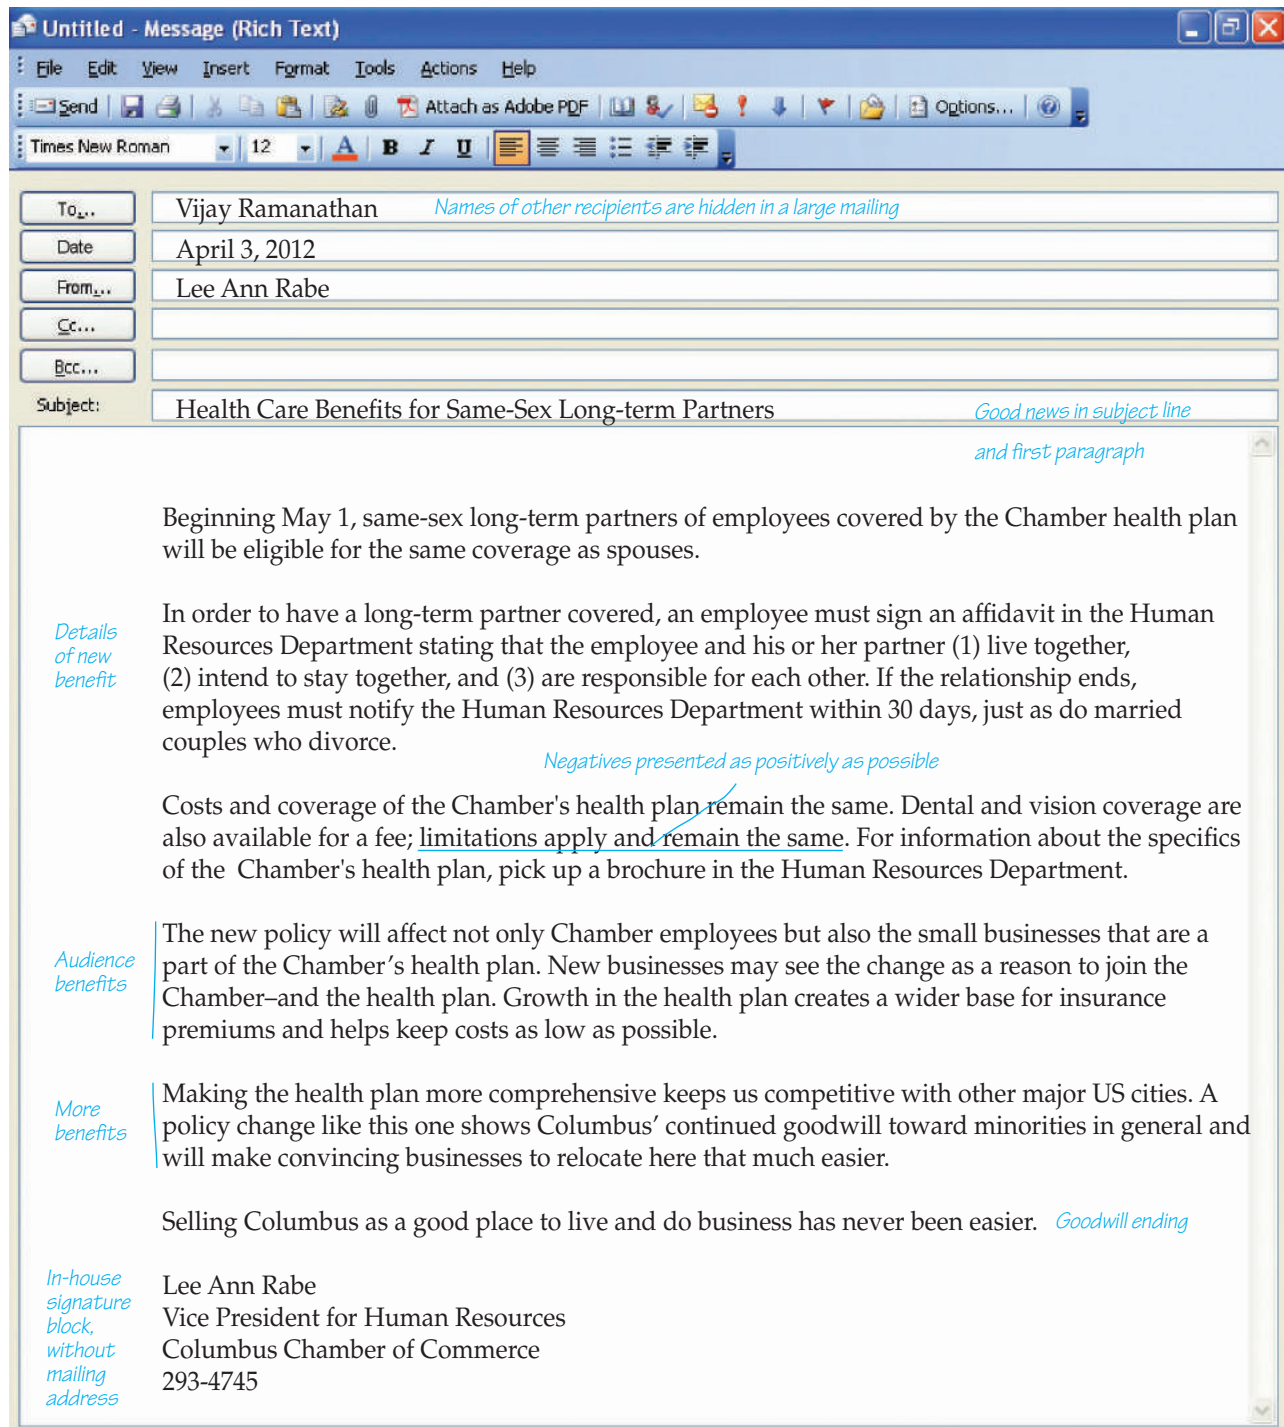 Untitled - Message (Rich Text)
File Edit View Insert Format Tools Actions Help
Send Attach as Adobe PDF Options...
Times New Roman 12 A B I U
To... Vijay Ramanathan Names of other recipients are hidden in a large mailing
Date April 3, 2012
From... Lee Ann Rabe
Cc...
Bcc...
Subject: Health Care Benefits for Same-Sex Long-term Partners Good news in subject line
and first paragraph
Beginning May 1, same-sex long-term partners of employees covered by the Chamber health plan
will be eligible for the same coverage as spouses.
Details
of new
benefit
In order to have a long-term partner covered, an employee must sign an affidavit in the Human
Resources Department stating that the employee and his or her partner (1) live together,
(2) intend to stay together, and (3) are responsible for each other. If the relationship ends,
employees must notify the Human Resources Department within 30 days, just as do married
couples who divorce.
Negatives presented as positively as possible
Costs and coverage of the Chamber's health plan remain the same. Dental and vision coverage are
also available for a fee; limitations apply and remain the same. For information about the specifics
of the Chamber's health plan, pick up a brochure in the Human Resources Department.
Audience
benefits
The new policy will affect not only Chamber employees but also the small businesses that are a
part of the Chamber’s health plan. New businesses may see the change as a reason to join the
Chamber–and the health plan. Growth in the health plan creates a wider base for insurance
premiums and helps keep costs as low as possible.
More
benefits
Making the health plan more comprehensive keeps us competitive with other major US cities. A
policy change like this one shows Columbus’ continued goodwill toward minorities in general and
will make convincing businesses to relocate here that much easier.
Selling Columbus as a good place to live and do business has never been easier. Goodwill ending
In-house
signature
block,
without
mailing
address
Lee Ann Rabe
Vice President for Human Resources
Columbus Chamber of Commerce
293-4745